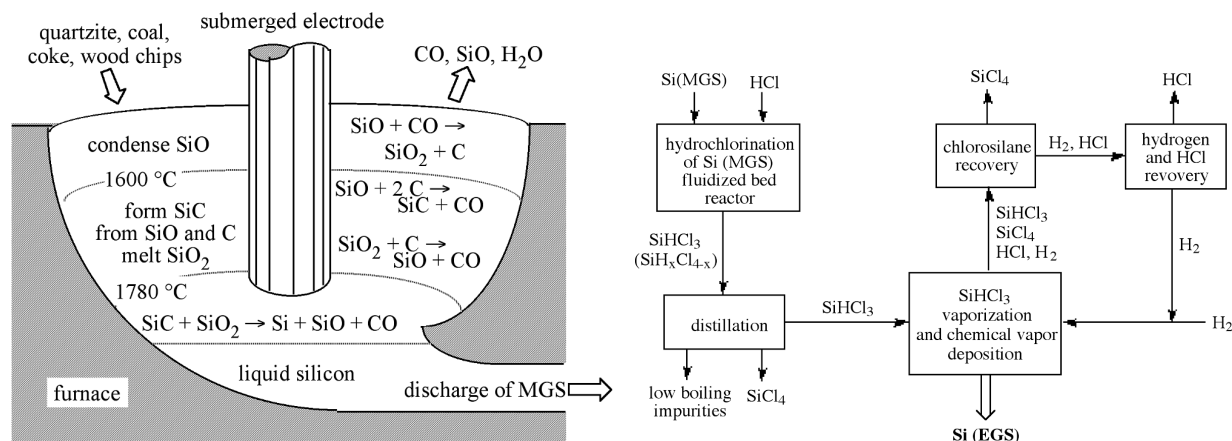 submerged electrode
quartzite, coal,
coke, wood chips
CO, SiO, H₂O
condense SiO
SiO + CO →
SiO₂ + C
1600 °C
SiO + 2 C →
SiC + CO
form SiC
from SiO and C
melt SiO₂
SiO₂ + C →
SiO + CO
1780 °C
SiC + SiO₂ → Si + SiO + CO
liquid silicon
furnace
discharge of MGS
Si(MGS)
HCl
hydrochlorination
of Si (MGS)
fluidized bed
reactor
SiHCl₃
(SiHₓCl₄₋ₓ)
distillation
low boiling
impurities
SiCl₄
SiHCl₃
SiCl₄
chlorosilane
recovery
H₂, HCl
HCl
hydrogen
and HCl
revovery
SiHCl₃
SiCl₄
HCl, H₂
H₂
SiHCl₃
vaporization
and chemical vapor
deposition
H₂
Si (EGS)